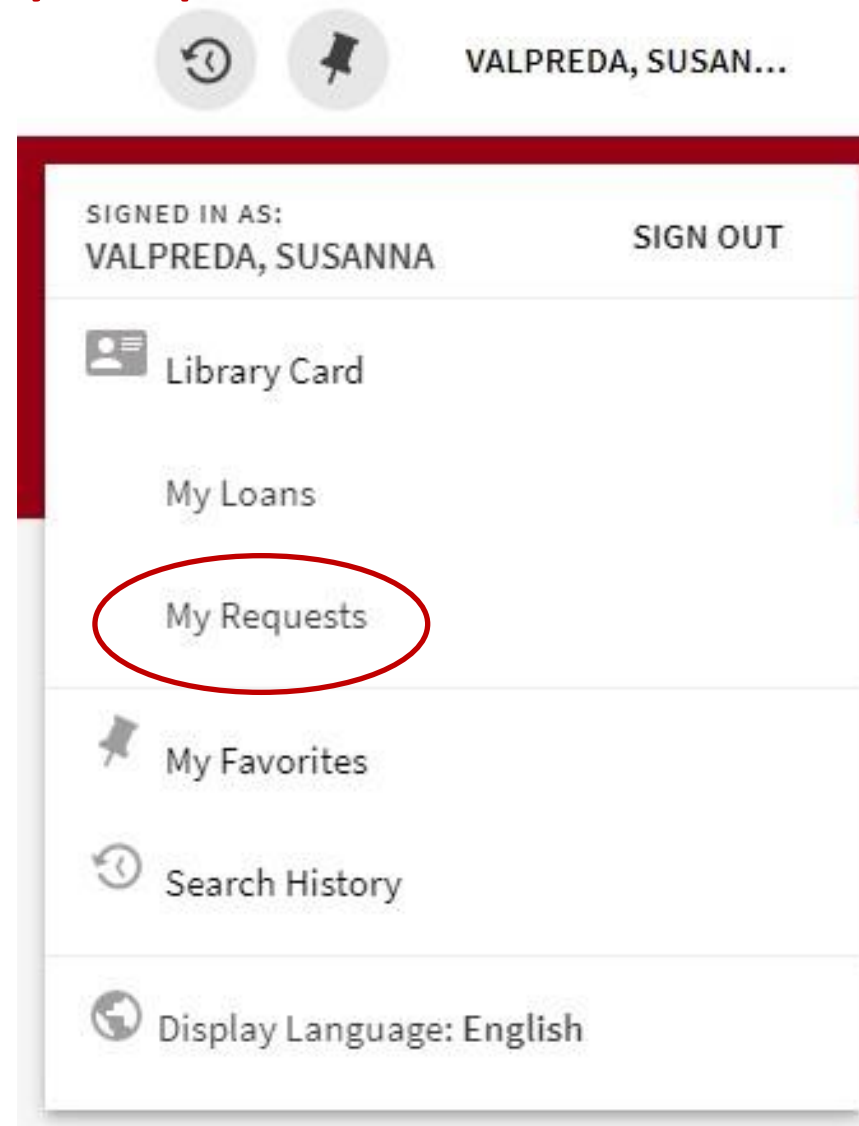 VALPREDA, SUSAN...
SIGNED IN AS:
VALPREDA, SUSANNA
SIGN OUT
Library Card
My Loans
My Requests
My Favorites
Search History
Display Language: English